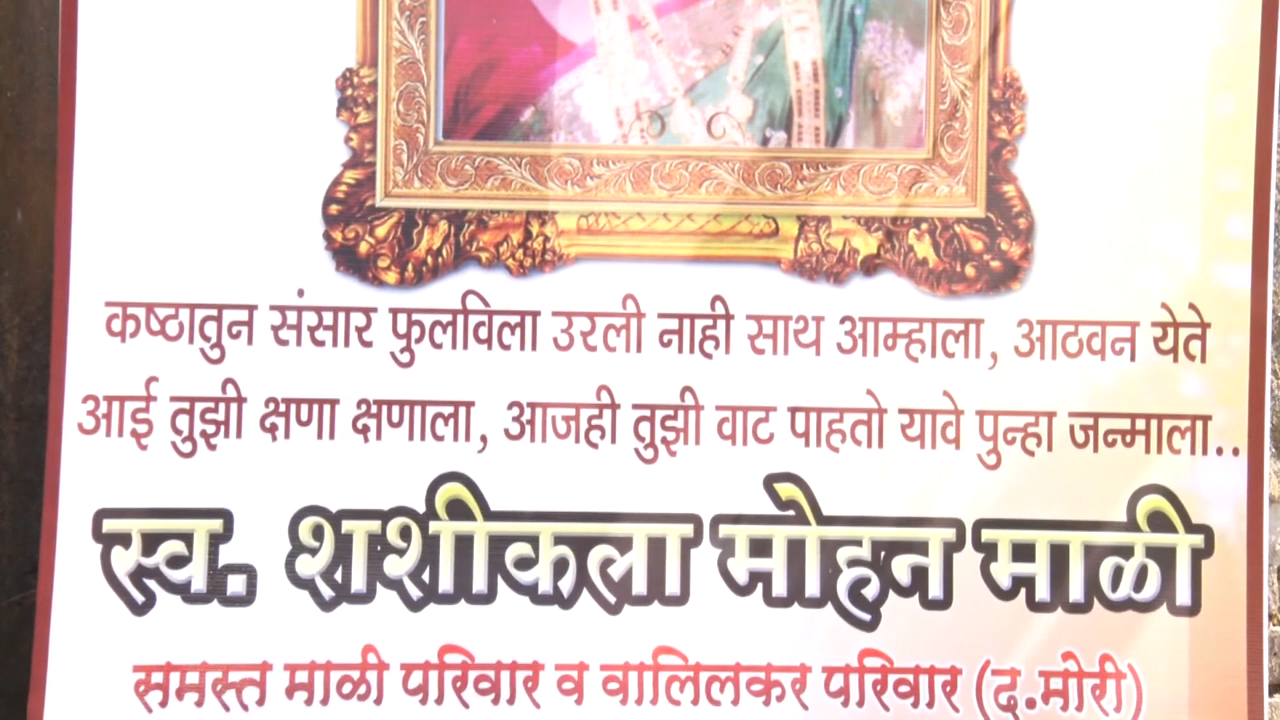 कष्ठातुन संसार फुलविला उरली नाही साथ आम्हाला, आठवन येते
आई तुझी क्षणा क्षणाला, आजही तुझी वाट पाहतो यावे पुन्हा जन्माला..
स्व. शशीकला मोहन माळी
समस्त माळी परिवार व वालिलकर परिवार (द.मोरी)